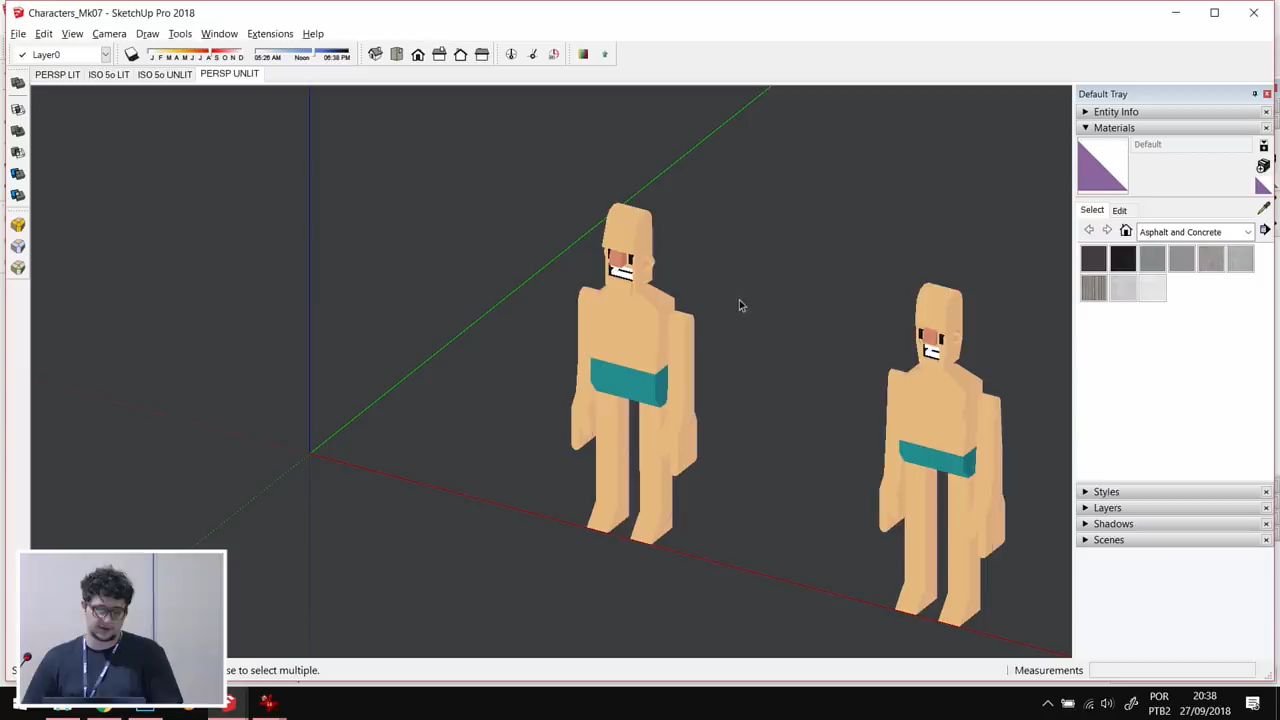 Characters_Mk07 - SketchUp Pro 2018
File Edit View Camera Draw Tools Window Extensions Help
Layer0
J F M A M J J A S O N D
05:26 AM Noon 06:38 PM
PERSP LIT ISO 5o LIT ISO 5o UNLIT PERSP UNLIT
Default Tray
Entity Info
Materials
Default
Select Edit
Asphalt and Concrete
Styles
Layers
Shadows
Scenes
se to select multiple.
Measurements
POR
PTB2
20:38
27/09/2018